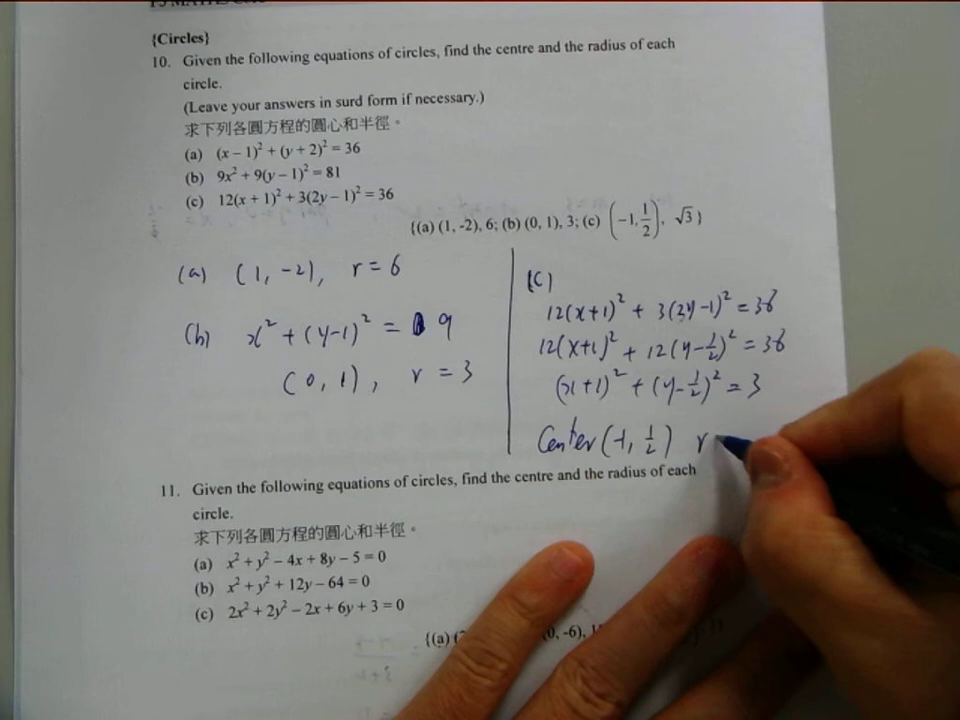 {Circles}
10. Given the following equations of circles, find the centre and the radius of each
circle.
(Leave your answers in surd form if necessary.)
求下列各圓方程的圓心和半徑。
(a) (x – 1)² + (y + 2)² = 36
(b) 9x² + 9(y – 1)² = 81
(c) 12(x + 1)² + 3(2y – 1)² = 36
{(a) (1, -2), 6; (b) (0, 1), 3; (c) (-1, 1/2), √3}
(a) (1, -2), r = 6
(b) x² + (y-1)² = 9
(0, 1), r = 3
(c)
12(x+1)² + 3(2y-1)² = 36
12(x+1)² + 12(y-1/2)² = 36
(x+1)² + (y-1/2)² = 3
Center (-1, 1/2) r
11. Given the following equations of circles, find the centre and the radius of each
circle.
求下列各圓方程的圓心和半徑。
(a) x² + y² – 4x + 8y – 5 = 0
(b) x² + y² + 12y – 64 = 0
(c) 2x² + 2y² – 2x + 6y + 3 = 0
{(a) (0, -6),